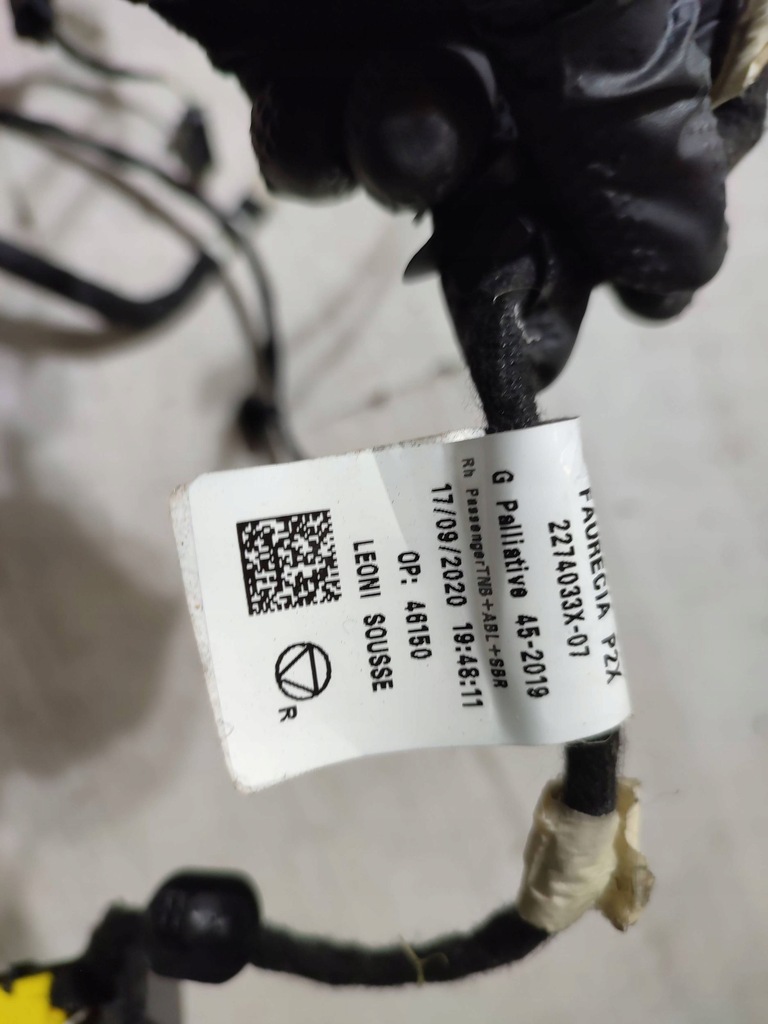 FAURECIA P2X
2274033X-07
G Palliative 45-2019
Rh PassengerTNB+ABL+SBR
17/09/2020 19:48:11
OP: 46150
LEONI SOUSSE
R